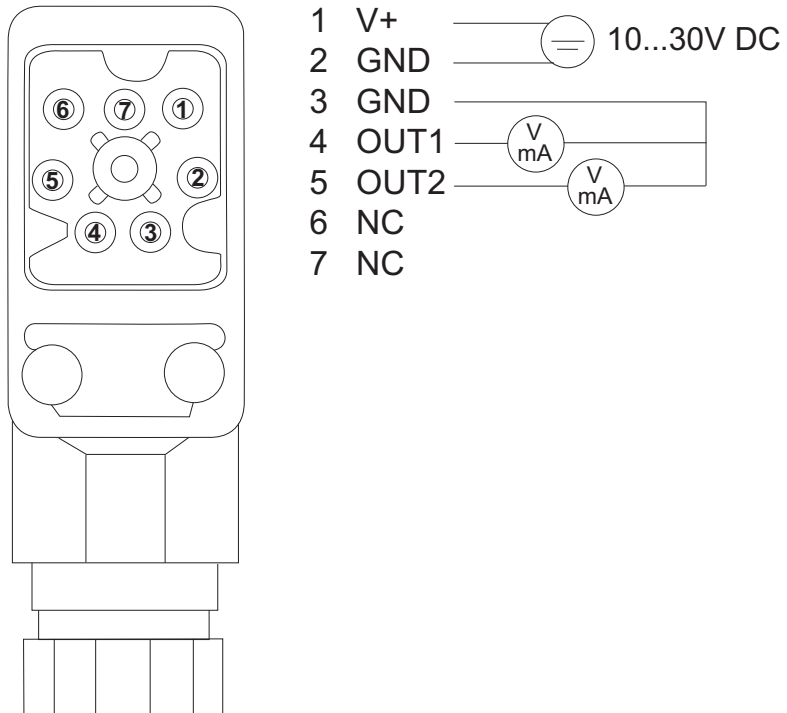 6 7 1
5 2
4 3
1 V+
2 GND
10...30V DC
3 GND
4 OUT1
V
mA
5 OUT2
V
mA
6 NC
7 NC